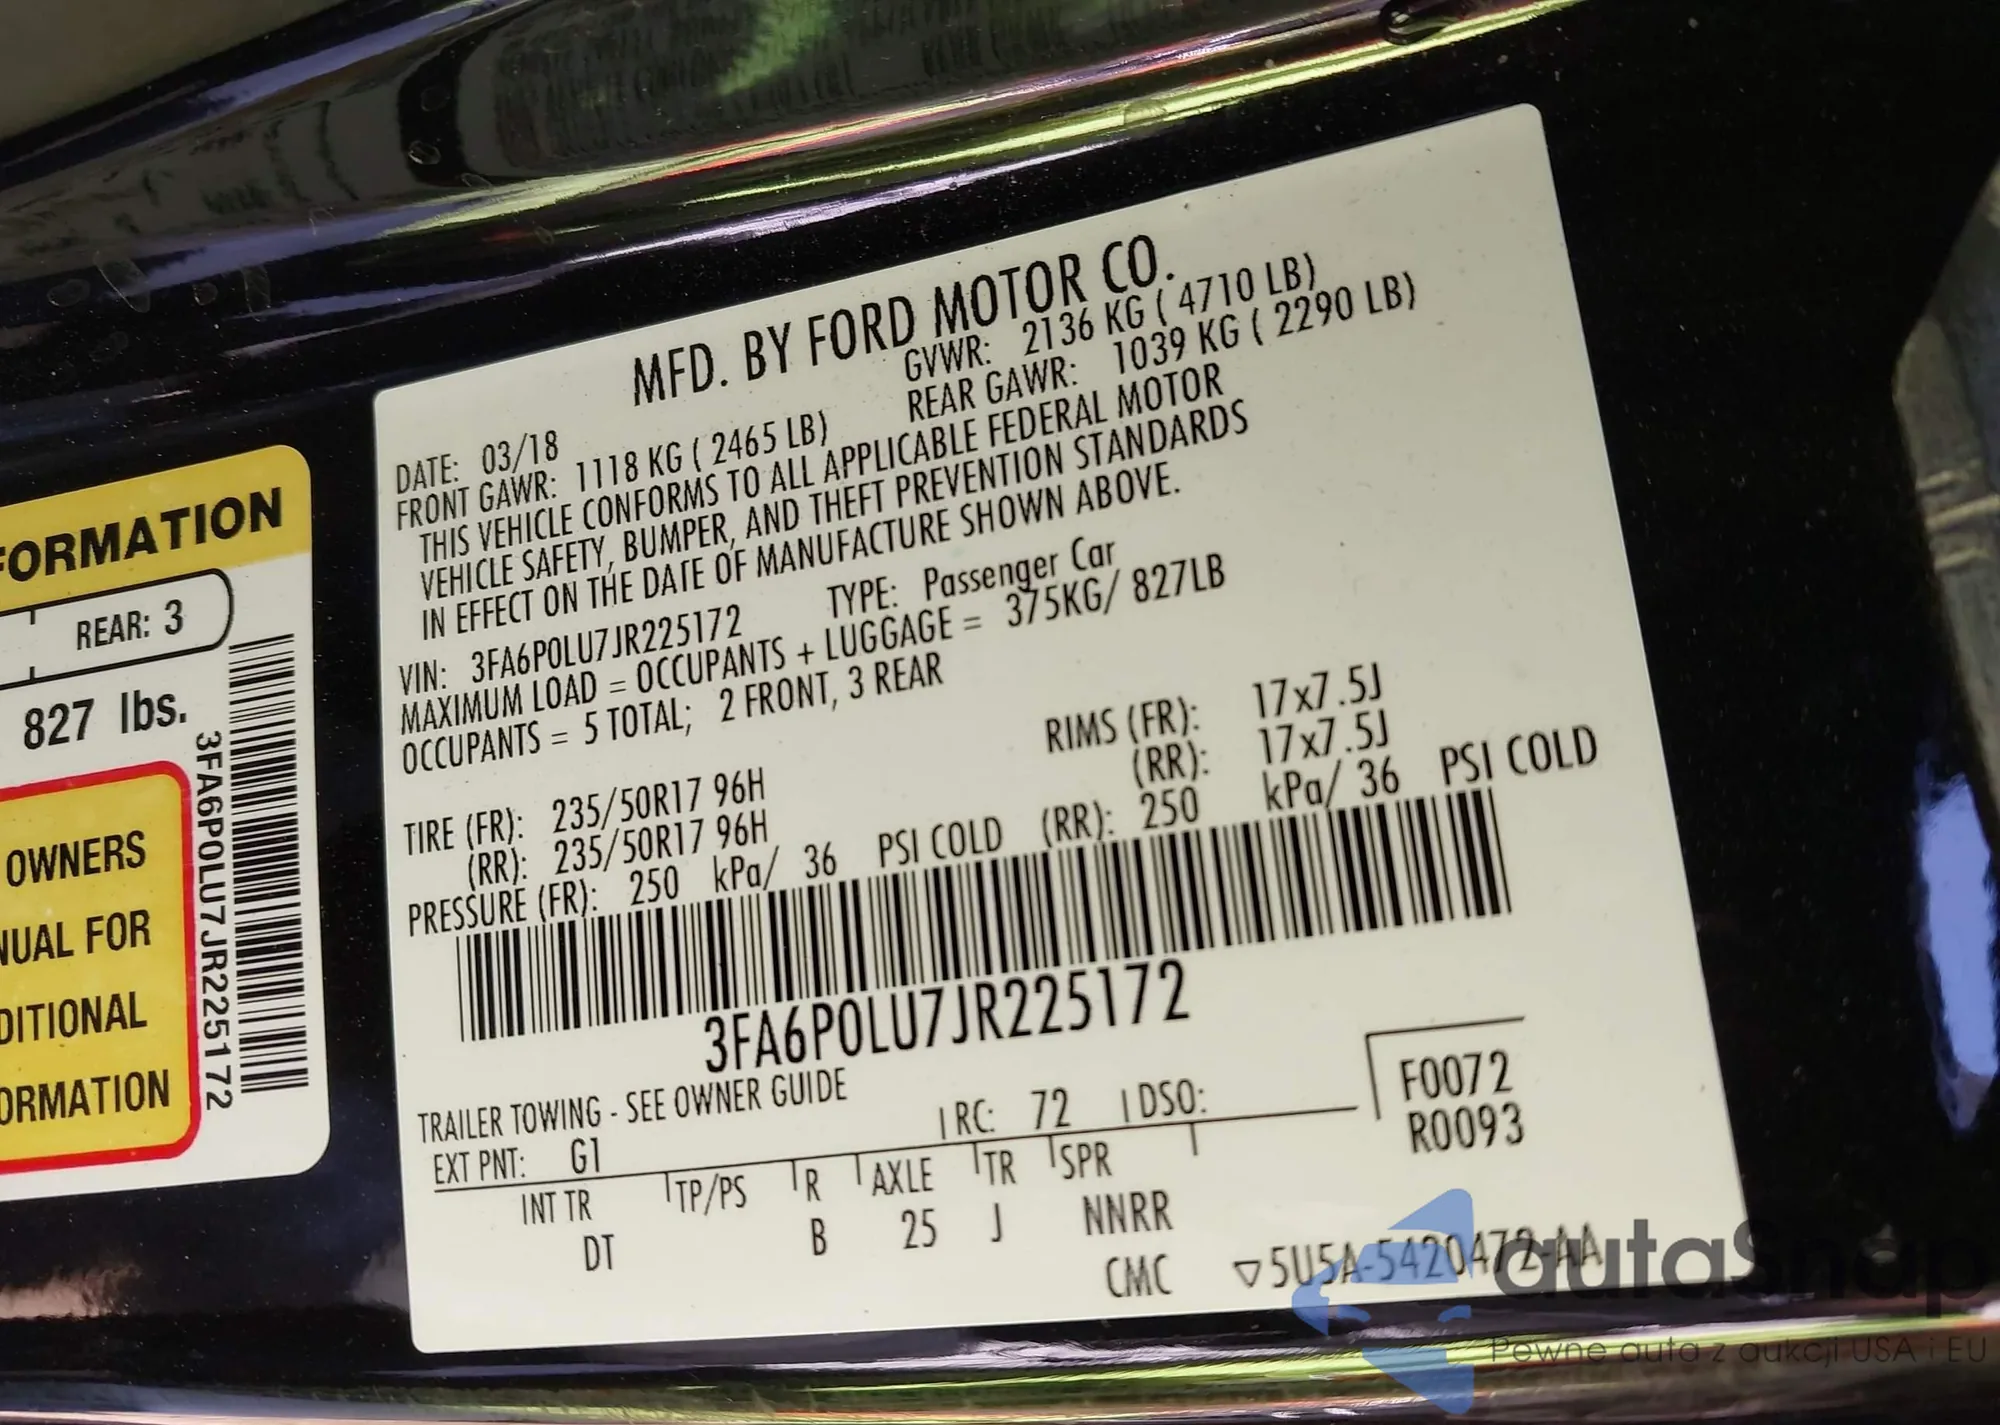 MFD. BY FORD MOTOR CO.
DATE: 03/18 GVWR: 2136 KG ( 4710 LB)
FRONT GAWR: 1118 KG ( 2465 LB) REAR GAWR: 1039 KG ( 2290 LB)
THIS VEHICLE CONFORMS TO ALL APPLICABLE FEDERAL MOTOR
VEHICLE SAFETY, BUMPER, AND THEFT PREVENTION STANDARDS
IN EFFECT ON THE DATE OF MANUFACTURE SHOWN ABOVE.
VIN: 3FA6P0LU7JR225172 TYPE: Passenger Car
MAXIMUM LOAD = OCCUPANTS + LUGGAGE = 375KG/ 827LB
OCCUPANTS = 5 TOTAL; 2 FRONT, 3 REAR
RIMS (FR): 17x7.5J
TIRE (FR): 235/50R17 96H (RR): 17x7.5J
(RR): 235/50R17 96H
PRESSURE (FR): 250 kPa/ 36 PSI COLD (RR): 250 kPa/ 36 PSI COLD
3FA6P0LU7JR225172
TRAILER TOWING - SEE OWNER GUIDE
EXT PNT: G1 RC: 72 DSO: F0072
R0093
INT TR TP/PS R AXLE TR SPR
DT B 25 J NNRR
CMC ▽5U5A-5420472-AA
FORMATION
REAR: 3
827 lbs.
OWNERS
NUAL FOR
DITIONAL
ORMATION
3FA6P0LU7JR225172
autaSnap
Pewne auta z aukcji USA i EU